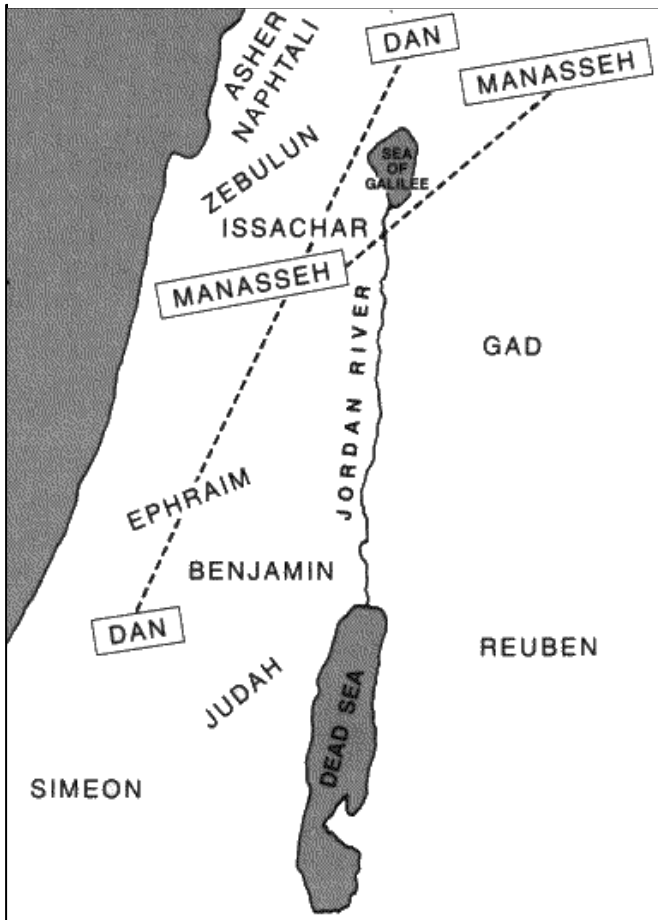 DAN
MANASSEH
ASHER
NAPHTALI
ZEBULUN
SEA
OF
GALILEE
ISSACHAR
MANASSEH
JORDAN RIVER
GAD
EPHRAIM
BENJAMIN
DAN
REUBEN
JUDAH
DEAD SEA
SIMEON